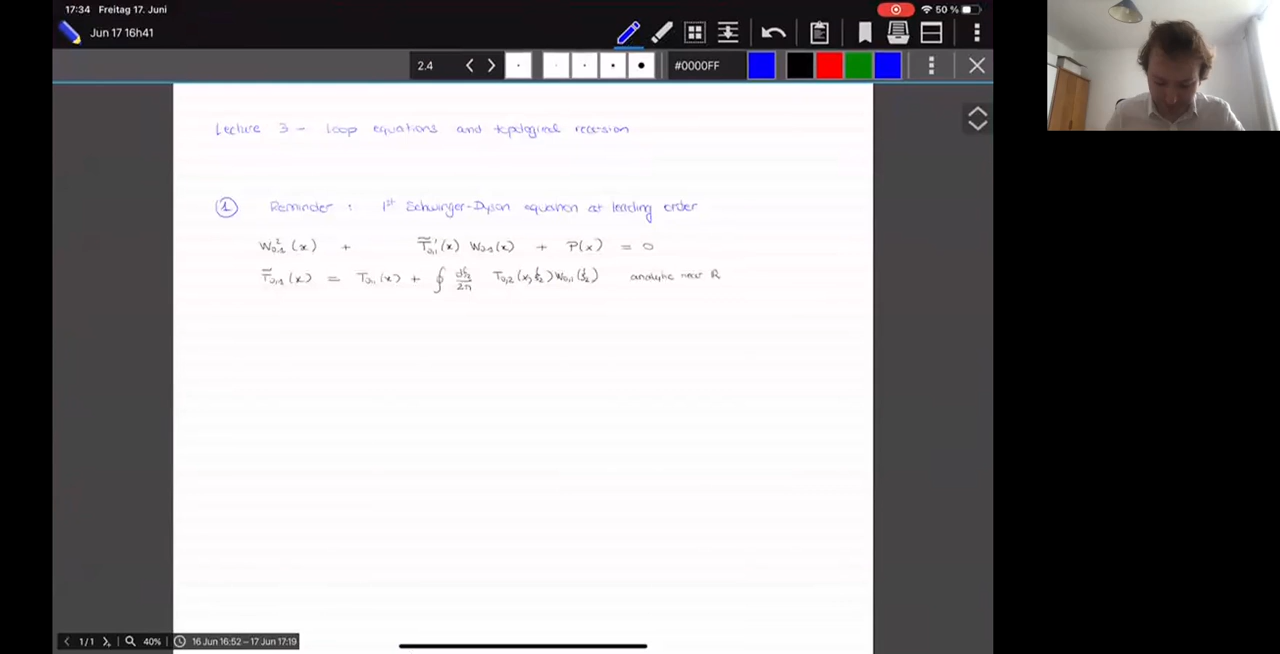 17:34 Freitag 17. Juni
50 %
Jun 17 16h41
2.4
#0000FF
Lecture 3 – Loop equations and topological recursion
① Reminder : 1st Schwinger-Dyson equation at leading order
W₀,₁²(x) + T̃₀,₁'(x) W₀,₁(x) + P(x) = 0
T̃₀,₁(x) = T₀,₁(x) + ∮ dξ₂/2π T₀,₂(x,ξ₂) W₀,₁(ξ₂) analytic near ℝ
1/1
40%
16 Jun 16:52 – 17 Jun 17:19